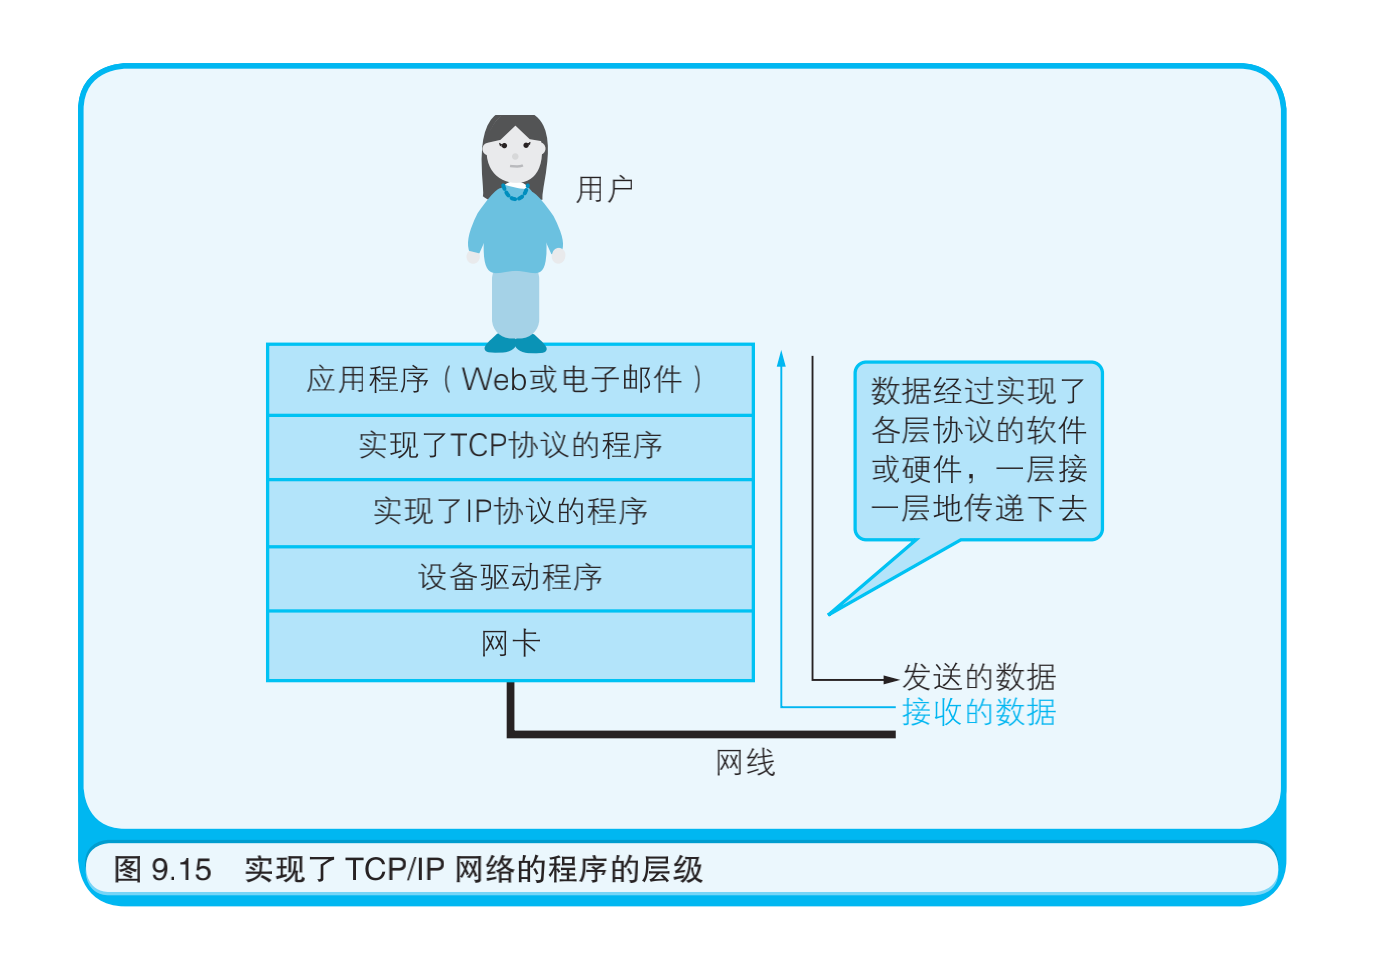 用户
应用程序（Web或电子邮件）
实现了TCP协议的程序
实现了IP协议的程序
设备驱动程序
网卡
数据经过实现了
各层协议的软件
或硬件，一层接
一层地传递下去
发送的数据
接收的数据
网线
图 9.15　实现了 TCP/IP 网络的程序的层级